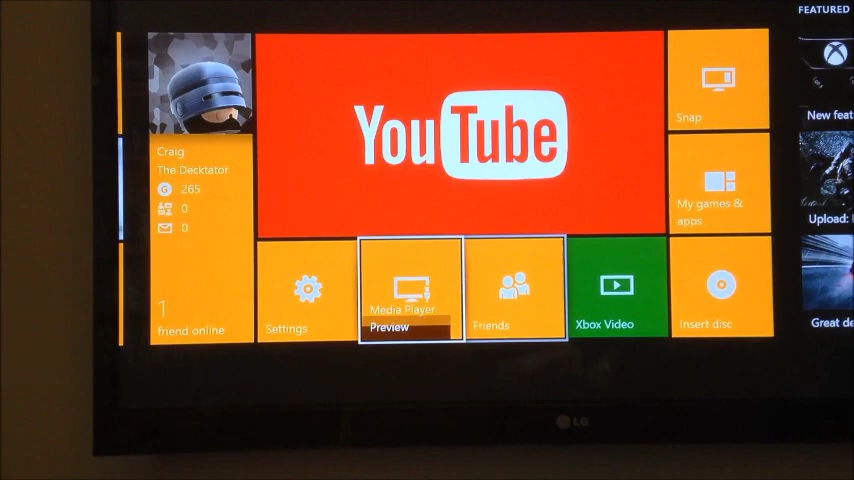 FEATURED
Craig
The Decktator
G 265
0
0
1
friend online
YouTube
Snap
My games &
apps
Settings
Media Player
Preview
Friends
Xbox Video
Insert disc
New feat
Upload:
Great de
LG